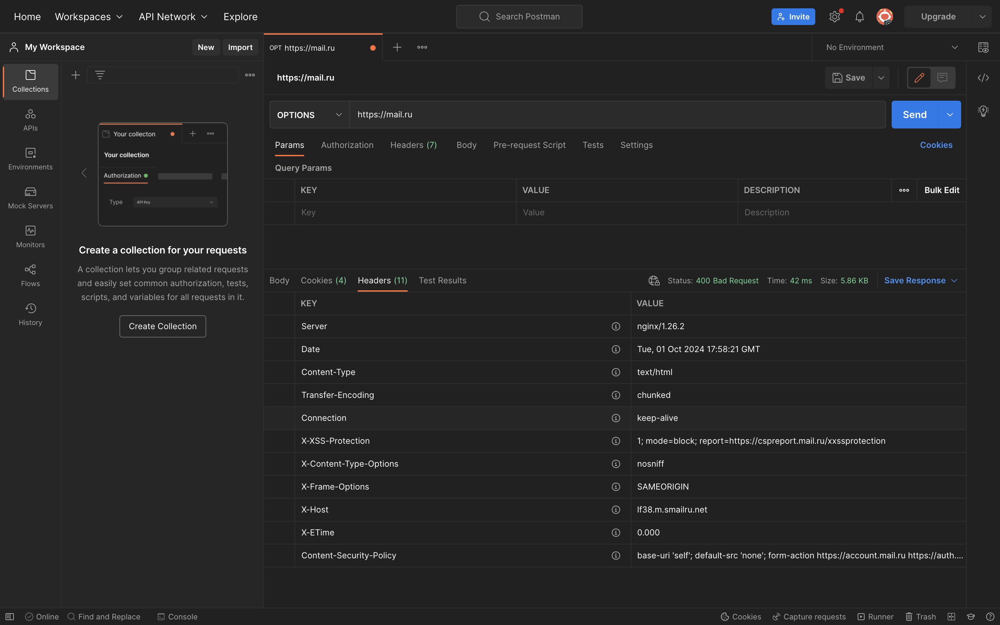 Home Workspaces API Network Explore Search Postman Invite Upgrade
My Workspace New Import OPT https://mail.ru No Environment
Collections
APIs
Environments
Mock Servers
Monitors
Flows
History
Your collecton
Your collection
Authorization
Type API Key
Create a collection for your requests
A collection lets you group related requests
and easily set common authorization, tests,
scripts, and variables for all requests in it.
Create Collection
https://mail.ru Save
OPTIONS https://mail.ru Send
Params Authorization Headers (7) Body Pre-request Script Tests Settings Cookies
Query Params
KEY VALUE DESCRIPTION Bulk Edit
Key Value Description
Body Cookies (4) Headers (11) Test Results Status: 400 Bad Request Time: 42 ms Size: 5.86 KB Save Response
KEY VALUE
Server nginx/1.26.2
Date Tue, 01 Oct 2024 17:58:21 GMT
Content-Type text/html
Transfer-Encoding chunked
Connection keep-alive
X-XSS-Protection 1; mode=block; report=https://cspreport.mail.ru/xxssprotection
X-Content-Type-Options nosniff
X-Frame-Options SAMEORIGIN
X-Host lf38.m.smailru.net
X-ETime 0.000
Content-Security-Policy base-uri 'self'; default-src 'none'; form-action https://account.mail.ru https://auth....
Online Find and Replace Console Cookies Capture requests Runner Trash